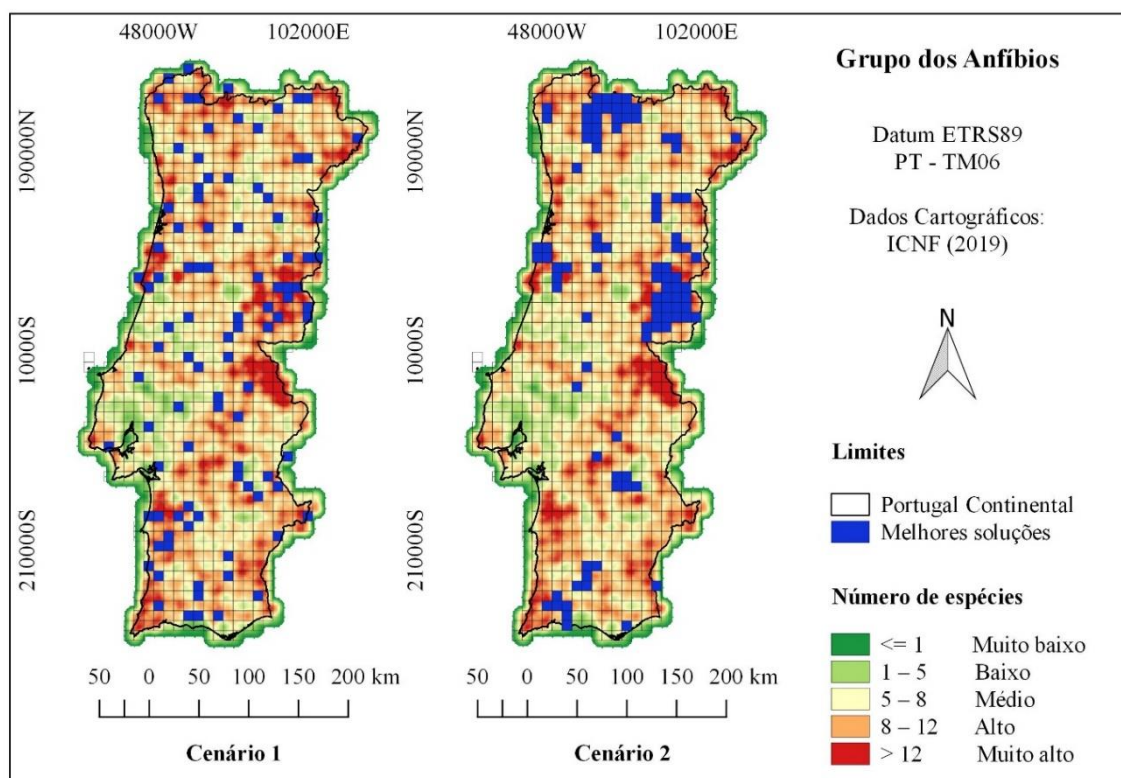 48000W 102000E
48000W 102000E
190000N
10000S
210000S
190000N
10000S
210000S
50 0 50 100 150 200 km
50 0 50 100 150 200 km
Cenário 1
Cenário 2
Grupo dos Anfíbios
Datum ETRS89
PT - TM06
Dados Cartográficos:
ICNF (2019)
N
Limites
Portugal Continental
Melhores soluções
Número de espécies
<= 1 Muito baixo
1 – 5 Baixo
5 – 8 Médio
8 – 12 Alto
> 12 Muito alto